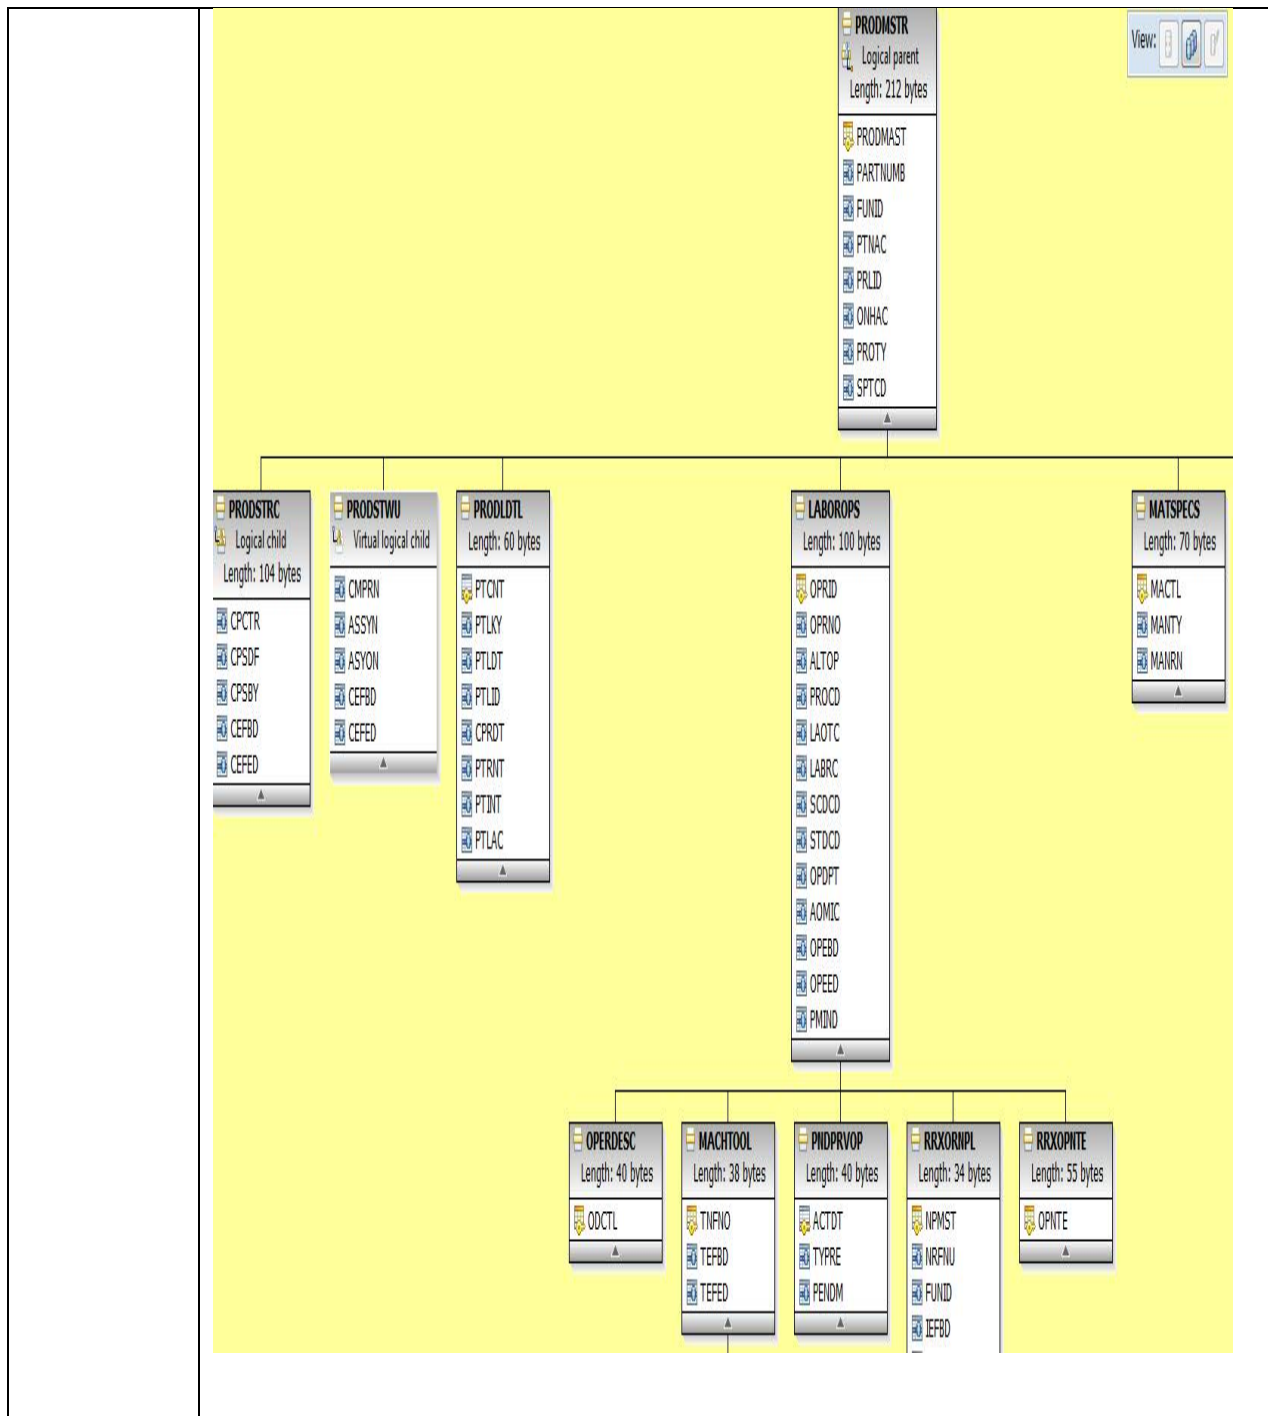 PRODMSTR
Logical parent
Length: 212 bytes
PRODMAST
PARTNUMB
FUNID
PTNAC
PRLID
ONHAC
PROTY
SPTCD
View:
PRODSTRC
Logical child
Length: 104 bytes
CPCTR
CPSDF
CPSBY
CEFBD
CEFED
PRODSTWU
Virtual logical child
CMPRN
ASSYN
ASYON
CEFBD
CEFED
PRODLDTL
Length: 60 bytes
PTCNT
PTLKY
PTLDT
PTLID
CPRDT
PTRNT
PTINT
PTLAC
LABOROPS
Length: 100 bytes
OPRID
OPRNO
ALTOP
PROCD
LAOTC
LABRC
SCDCD
STDCD
OPDPT
AOMIC
OPEBD
OPEED
PMIND
MATSPECS
Length: 70 bytes
MACTL
MANTY
MANRN
OPERDESC
Length: 40 bytes
ODCTL
MACHTOOL
Length: 38 bytes
TNFNO
TEFBD
TEFED
PNDPRVOP
Length: 40 bytes
ACTDT
TYPRE
PENDM
RRXORNPL
Length: 34 bytes
NPMST
NRFNU
FUNID
IEFBD
RRXOPNTE
Length: 55 bytes
OPNTE